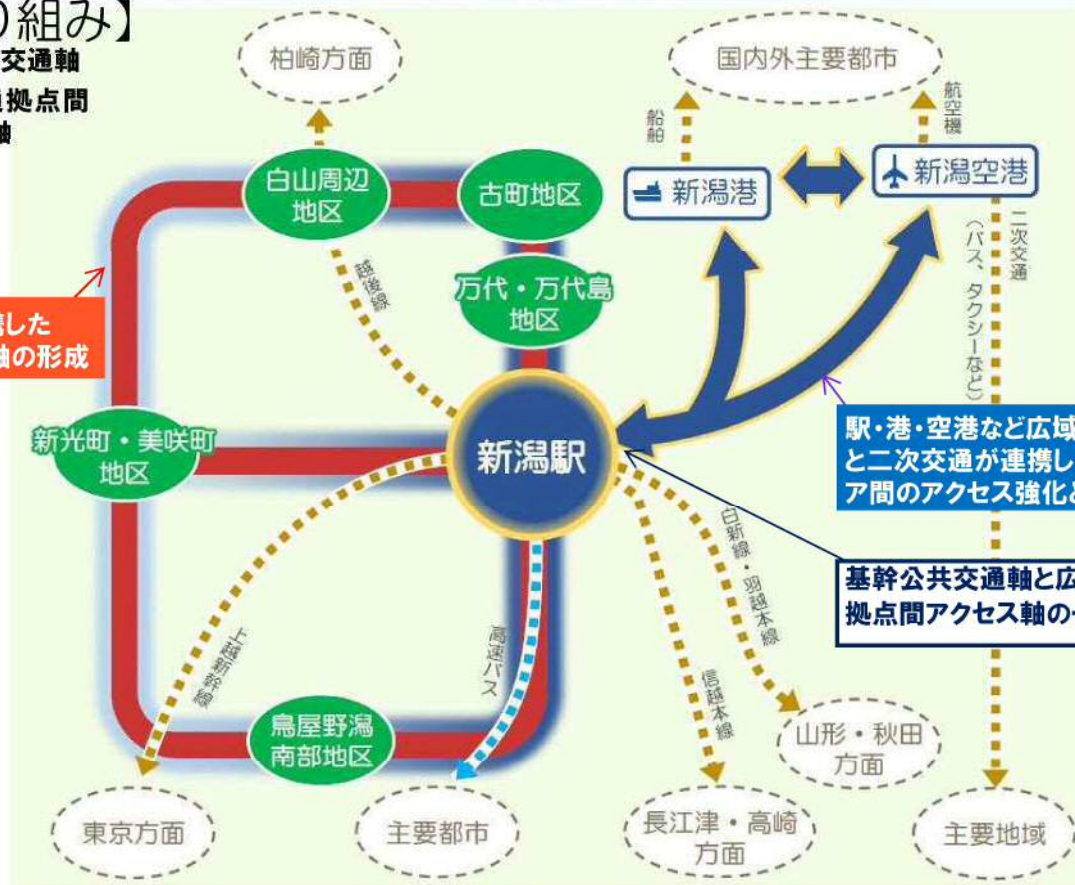 り組み】
交通軸
拠点間
軸
柏崎方面
国内外主要都市
船舶
航空機
白山周辺
地区
古町地区
新潟港
新潟空港
二次交通
（バス、タクシーなど）
越後線
万代・万代島
地区
した
軸の形成
新光町・美咲町
地区
新潟駅
駅・港・空港など広域
と二次交通が連携し
ア間のアクセス強化と
白新線・羽越本線
基幹公共交通軸と広
拠点間アクセス軸の
上越新幹線
高速バス
信越本線
鳥屋野潟
南部地区
山形・秋田
方面
東京方面
主要都市
長江津・高崎
方面
主要地域